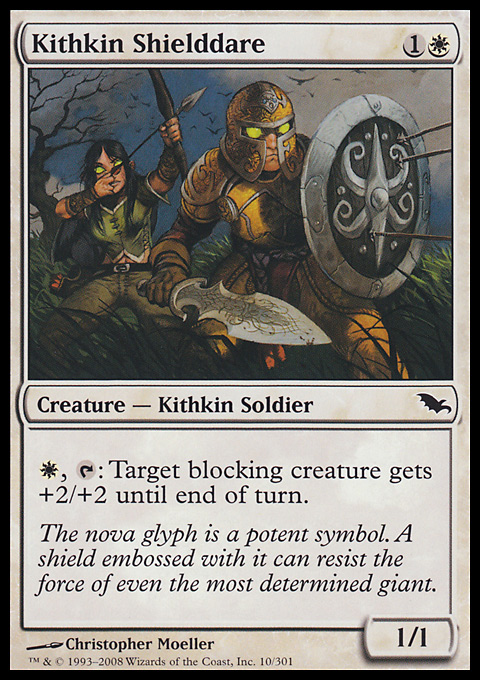 Kithkin Shielddare 1
Creature — Kithkin Soldier
, : Target blocking creature gets
+2/+2 until end of turn.
The nova glyph is a potent symbol. A
shield embossed with it can resist the
force of even the most determined giant.
Christopher Moeller
1/1
™ & © 1993–2008 Wizards of the Coast, Inc. 10/301